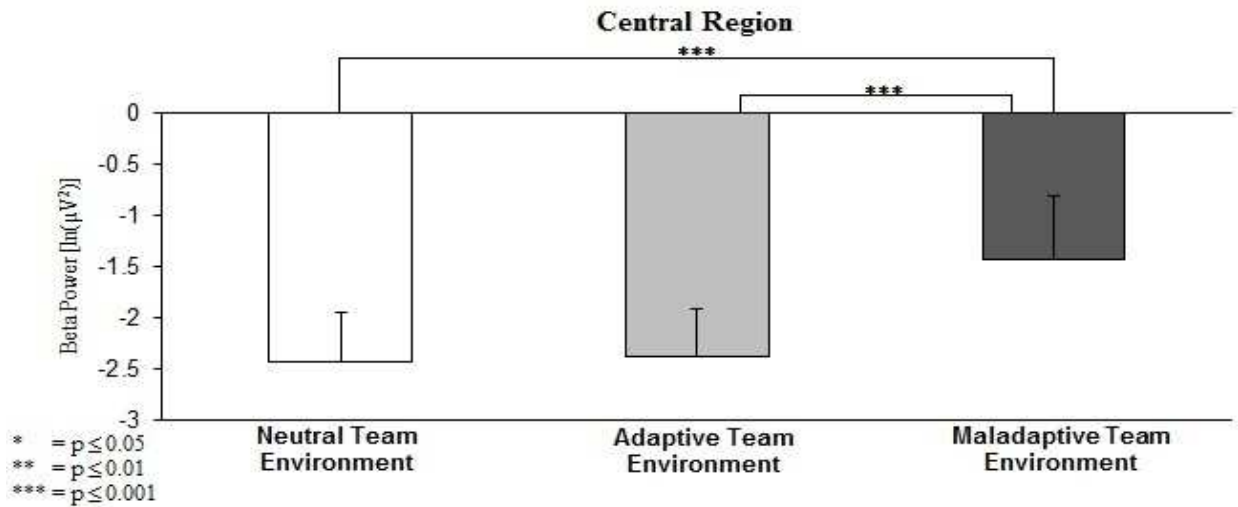 Central Region
***
***
Beta Power [ln(μV²)]
0
-0.5
-1
-1.5
-2
-2.5
-3
Neutral Team
Environment
Adaptive Team
Environment
Maladaptive Team
Environment
* = p ≤ 0.05
** = p ≤ 0.01
*** = p ≤ 0.001